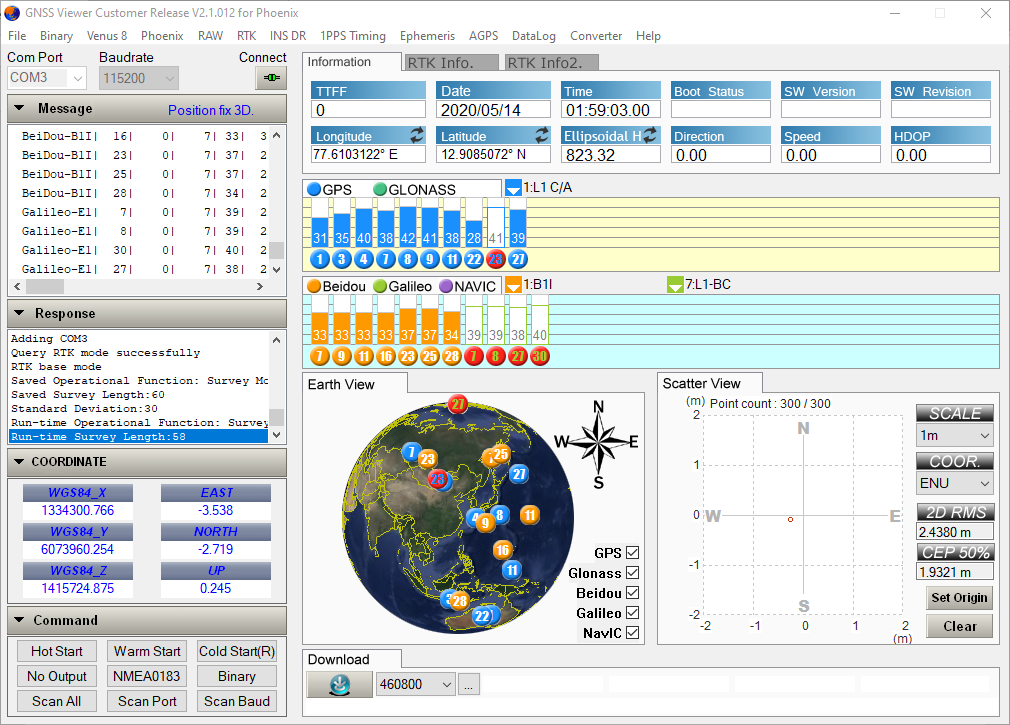 GNSS Viewer Customer Release V2.1.012 for Phoenix
File Binary Venus 8 Phoenix RAW RTK INS DR 1PPS Timing Ephemeris AGPS DataLog Converter Help
Com Port Baudrate Connect
COM3 115200
Message Position fix 3D.
BeiDou-B1I| 16| 0| 7| 33| 3
BeiDou-B1I| 23| 0| 7| 37| 2
BeiDou-B1I| 25| 0| 7| 37| 2
BeiDou-B1I| 28| 0| 7| 34| 2
Galileo-E1| 7| 0| 7| 39| 2
Galileo-E1| 8| 0| 7| 39| 2
Galileo-E1| 30| 0| 7| 40| 2
Galileo-E1| 27| 0| 7| 38| 2
Response
Adding COM3
Query RTK mode successfully
RTK base mode
Saved Operational Function: Survey Mo
Saved Survey Length:60
Standard Deviation:30
Run-time Operational Function: Survey
Run-time Survey Length:58
COORDINATE
WGS84_X EAST
1334300.766 -3.538
WGS84_Y NORTH
6073960.254 -2.719
WGS84_Z UP
1415724.875 0.245
Command
Hot Start Warm Start Cold Start(R)
No Output NMEA0183 Binary
Scan All Scan Port Scan Baud
Information RTK Info. RTK Info2.
TTFF Date Time Boot Status SW Version SW Revision
0 2020/05/14 01:59:03.00
Longitude Latitude Ellipsoidal H Direction Speed HDOP
77.6103122° E 12.9085072° N 823.32 0.00 0.00 0.00
GPS GLONASS 1:L1 C/A
31 35 40 38 42 41 38 28 41 39
1 3 4 7 8 9 11 22 23 27
Beidou Galileo NAVIC 1:B1I 7:L1-BC
33 33 33 33 37 37 34 39 39 38 40
7 9 11 16 23 25 28 7 8 27 30
Earth View
27
N
7 23 25
W E
23 27
S
4 9 8 11
16
11
GPS
Glonass
Beidou
28
Galileo
22
NavIC
Scatter View
(m) Point count : 300 / 300
2
N
1
0 W E
-1
S
-2
-2 -1 0 1 2
(m)
SCALE
1m
COOR.
ENU
2D RMS
2.4380 m
CEP 50%
1.9321 m
Set Origin
Clear
Download
460800 ...